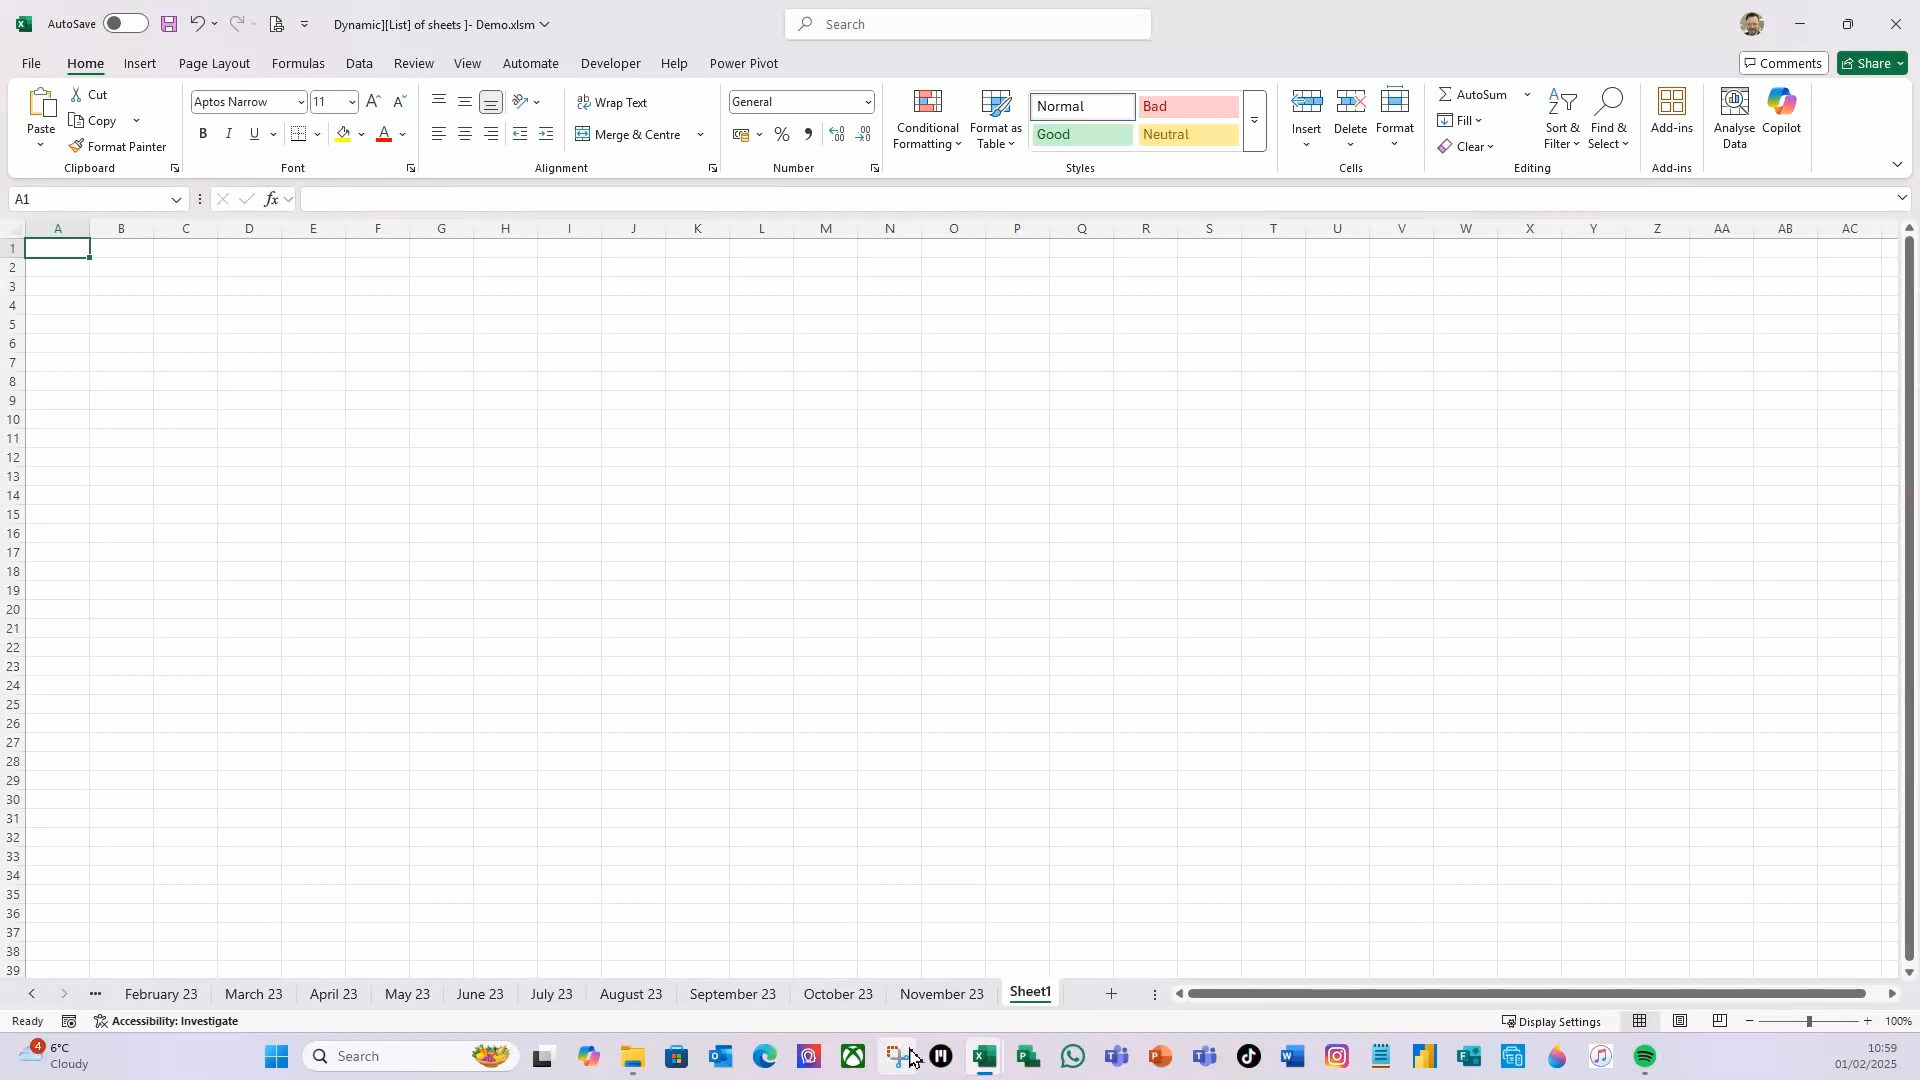 AutoSave
Dynamic][List] of sheets ]- Demo.xlsm
Search
File Home Insert Page Layout Formulas Data Review View Automate Developer Help Power Pivot
Comments Share
Paste
Cut
Copy
Format Painter
Clipboard
Aptos Narrow 11
B I U
Font
Wrap Text
Merge & Centre
Alignment
General
Number
Conditional Formatting
Format as Table
Normal Bad
Good Neutral
Styles
Insert Delete Format
Cells
AutoSum
Fill
Clear
Sort & Filter
Find & Select
Editing
Add-ins
Add-ins
Analyse Data
Copilot
A1 fx
A B C D E F G H I J K L M N O P Q R S T U V W X Y Z AA AB AC
1
2
3
4
5
6
7
8
9
10
11
12
13
14
15
16
17
18
19
20
21
22
23
24
25
26
27
28
29
30
31
32
33
34
35
36
37
38
39
February 23 March 23 April 23 May 23 June 23 July 23 August 23 September 23 October 23 November 23 Sheet1
Ready Accessibility: Investigate Display Settings 100%
4 6°C
Cloudy
Search
10:59
01/02/2025